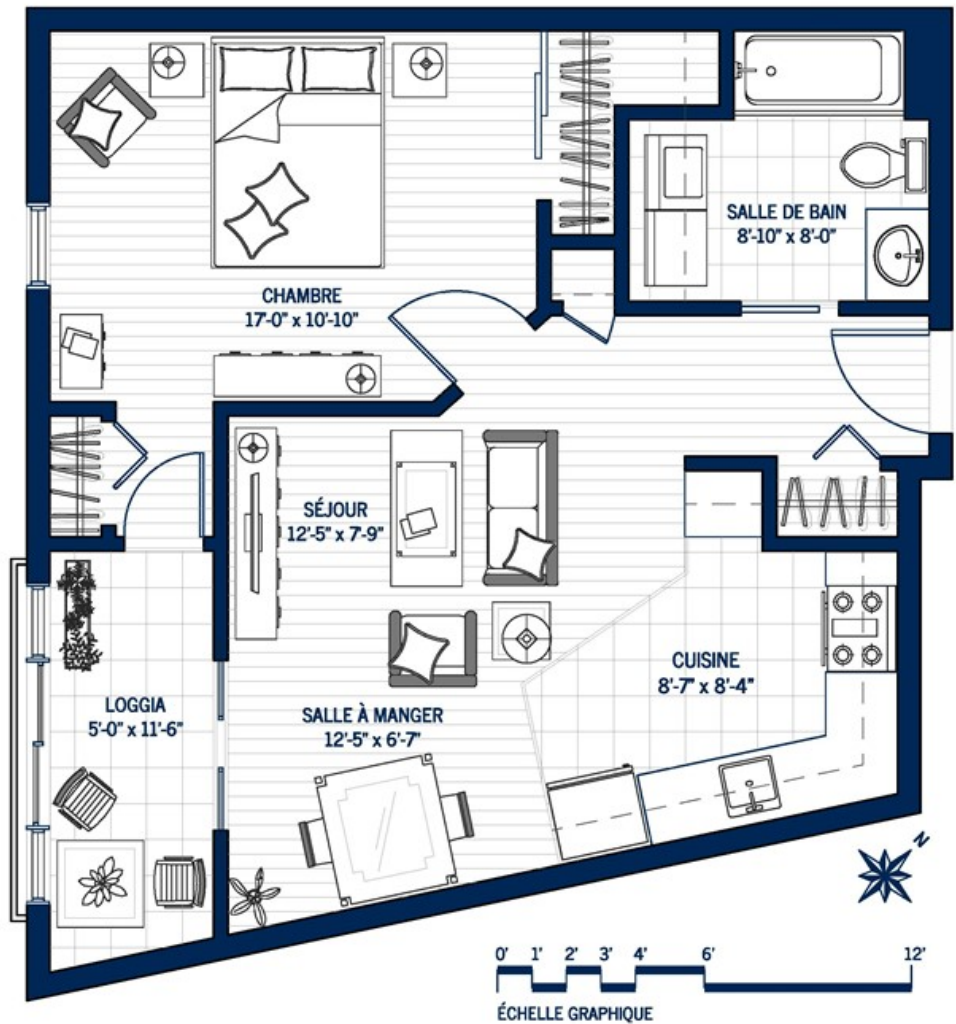 SALLE DE BAIN
8'-10" x 8'-0"
CHAMBRE
17'-0" x 10'-10"
SÉJOUR
12'-5" x 7'-9"
CUISINE
8'-7" x 8'-4"
LOGGIA
5'-0" x 11'-6"
SALLE À MANGER
12'-5" x 6'-7"
N
0' 1' 2' 3' 4' 6' 12'
ÉCHELLE GRAPHIQUE